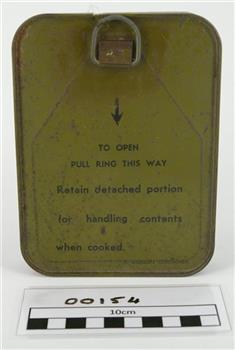 TO OPEN
PULL RING THIS WAY
Retain detached portion
for handling contents
when cooked.
00154
10cm